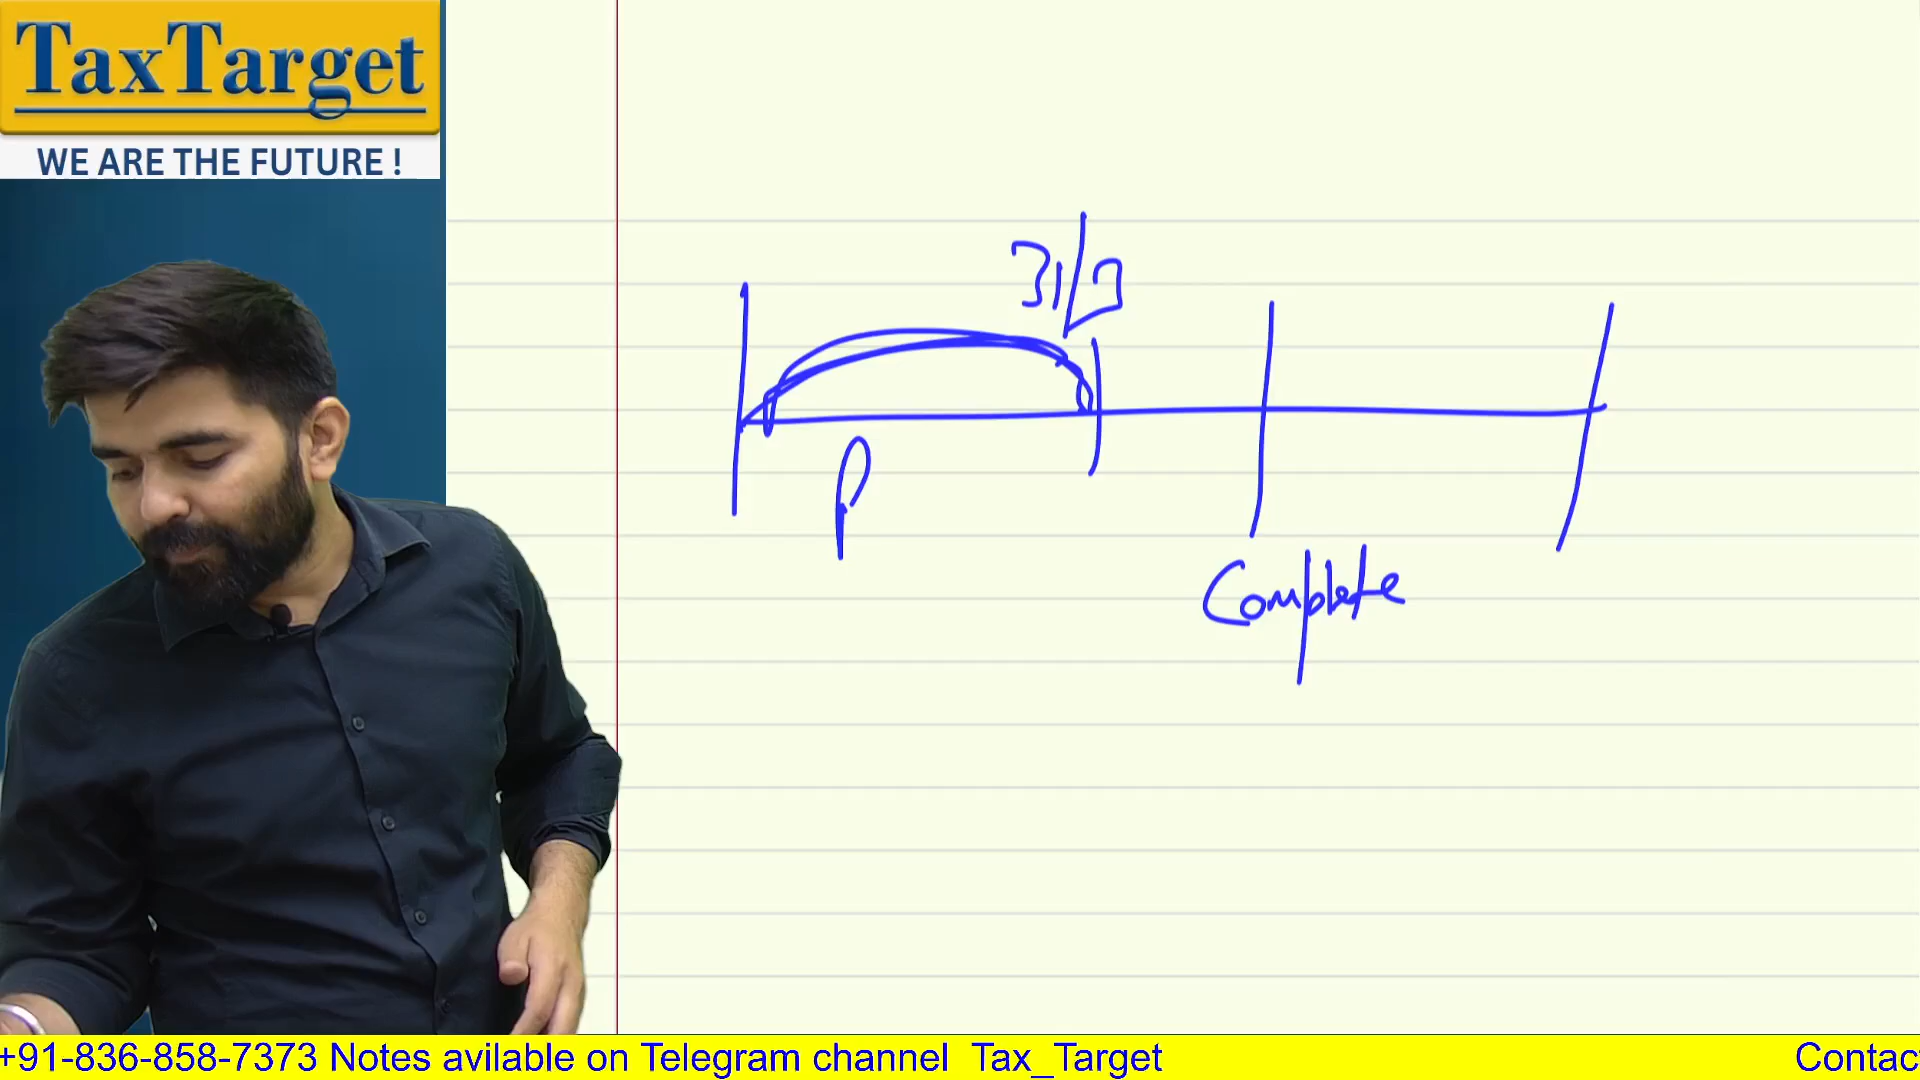 TaxTarget
WE ARE THE FUTURE !
31/3
P
Complete
+91-836-858-7373 Notes avilable on Telegram channel Tax_Target
Contac